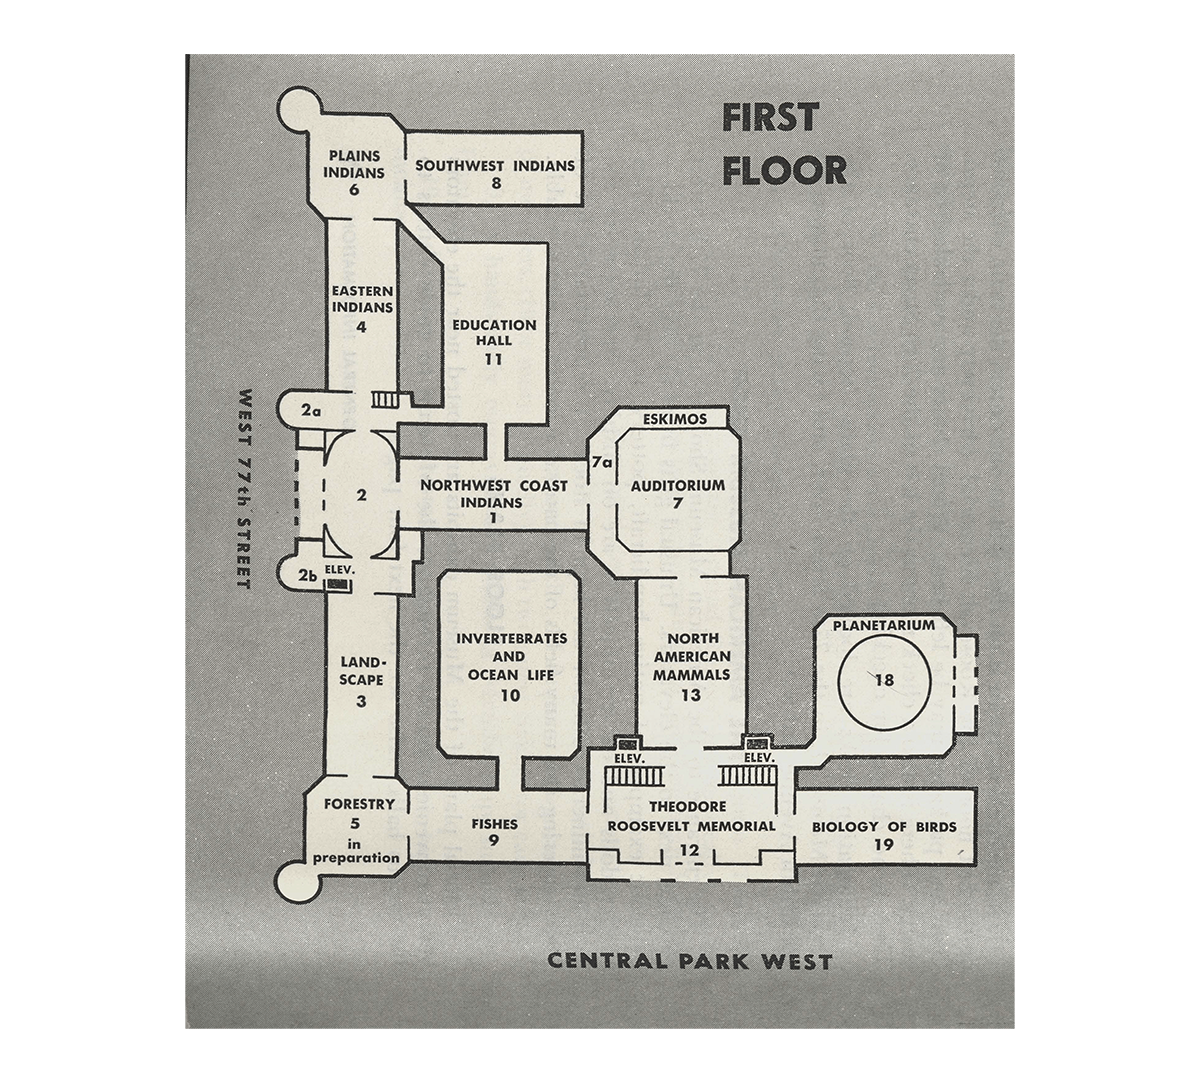 FIRST
FLOOR
PLAINS
INDIANS
6
SOUTHWEST INDIANS
8
EASTERN
INDIANS
4
EDUCATION
HALL
11
2a
WEST 77th STREET
ESKIMOS
7a
2
NORTHWEST COAST
INDIANS
1
AUDITORIUM
7
2b
ELEV.
LAND-
SCAPE
3
INVERTEBRATES
AND
OCEAN LIFE
10
NORTH
AMERICAN
MAMMALS
13
PLANETARIUM
18
ELEV.
ELEV.
FORESTRY
5
in
preparation
FISHES
9
THEODORE
ROOSEVELT MEMORIAL
12
BIOLOGY OF BIRDS
19
CENTRAL PARK WEST